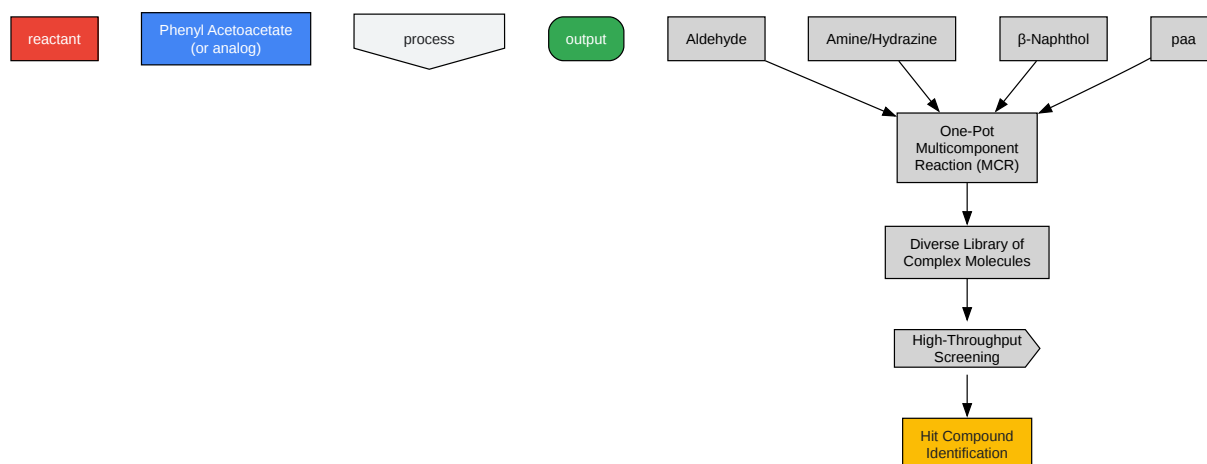 reactant
Phenyl Acetoacetate
(or analog)
process
output
Aldehyde
Amine/Hydrazine
β-Naphthol
paa
One-Pot
Multicomponent
Reaction (MCR)
Diverse Library of
Complex Molecules
High-Throughput
Screening
Hit Compound
Identification